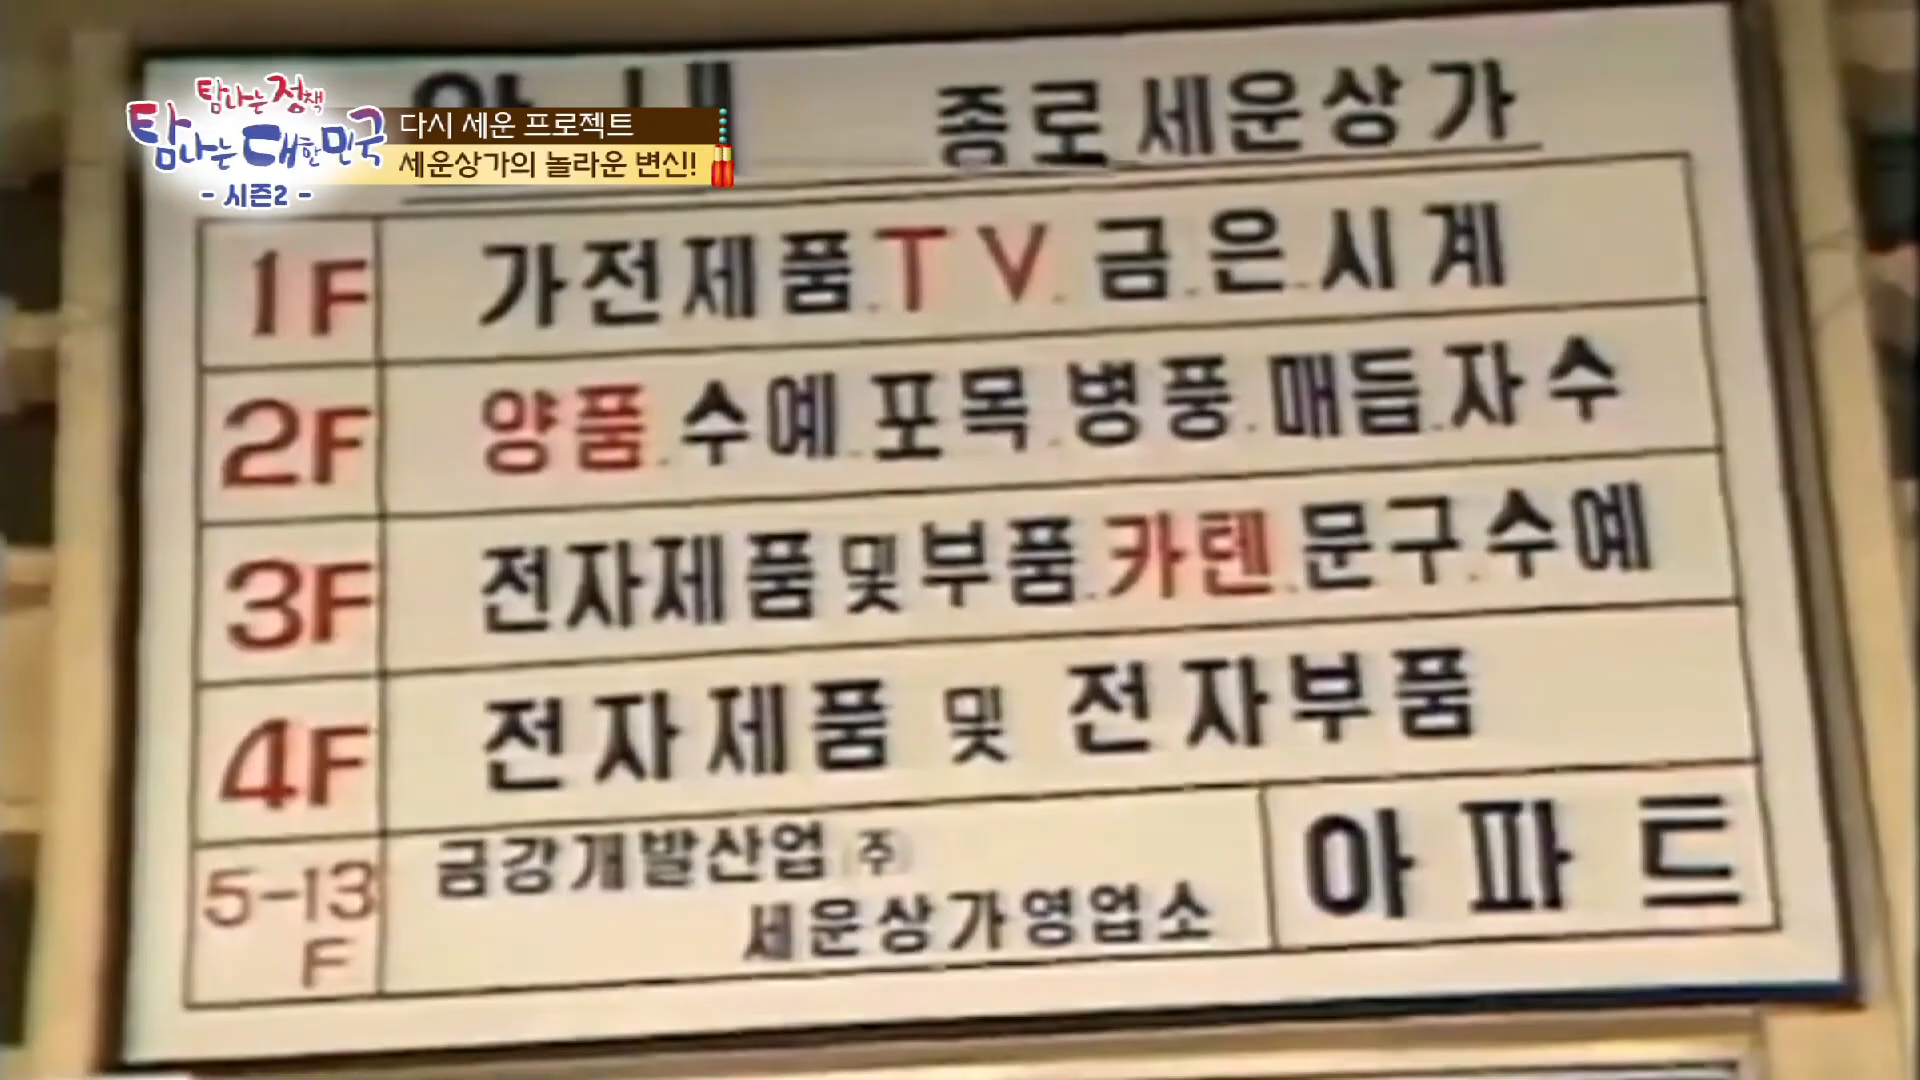 탐나는 정책
탐나는 대한민국
- 시즌2 -
다시 세운 프로젝트
세운상가의 놀라운 변신!
안내 종로세운상가
1F 가전제품.TV.금.은.시계
2F 양품.수예.포목.병풍.매듭.자수
3F 전자제품및부품.카텐.문구.수예
4F 전자제품 및 전자부품
5-13F 금강개발산업(주)
세운상가영업소
아파드